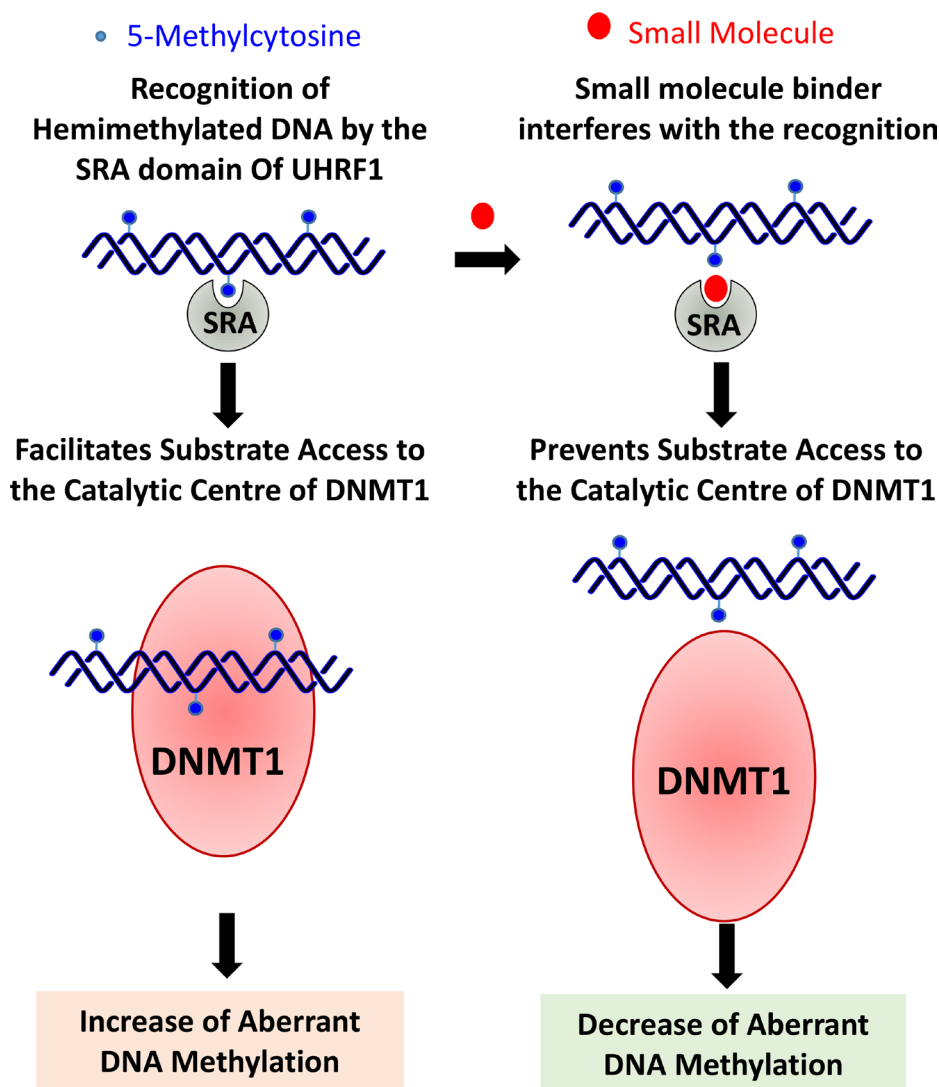 5-Methylcytosine
Small Molecule
Recognition of
Hemimethylated DNA by the
SRA domain Of UHRF1
Small molecule binder
interferes with the recognition
SRA
SRA
Facilitates Substrate Access to
the Catalytic Centre of DNMT1
Prevents Substrate Access to
the Catalytic Centre of DNMT1
DNMT1
DNMT1
Increase of Aberrant
DNA Methylation
Decrease of Aberrant
DNA Methylation